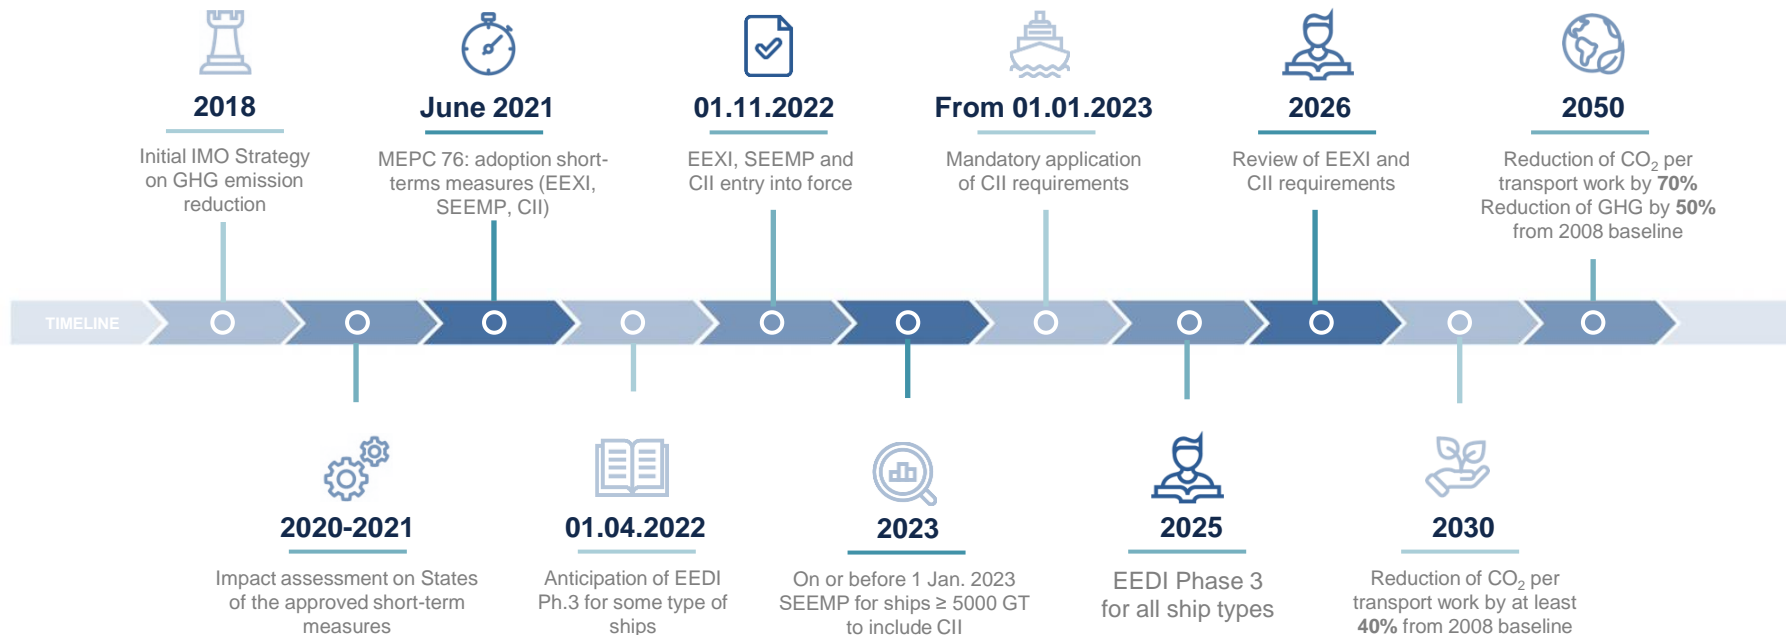 2018
Initial IMO Strategy
on GHG emission
reduction
June 2021
MEPC 76: adoption short-
terms measures (EEXI,
SEEMP, CII)
01.11.2022
EEXI, SEEMP and
CII entry into force
From 01.01.2023
Mandatory application
of CII requirements
2026
Review of EEXI and
CII requirements
2050
Reduction of CO₂ per
transport work by 70%
Reduction of GHG by 50%
from 2008 baseline
TIMELINE
2020-2021
Impact assessment on States
of the approved short-term
measures
01.04.2022
Anticipation of EEDI
Ph.3 for some type of
ships
2023
On or before 1 Jan. 2023
SEEMP for ships ≥ 5000 GT
to include CII
2025
EEDI Phase 3
for all ship types
2030
Reduction of CO₂ per
transport work by at least
40% from 2008 baseline